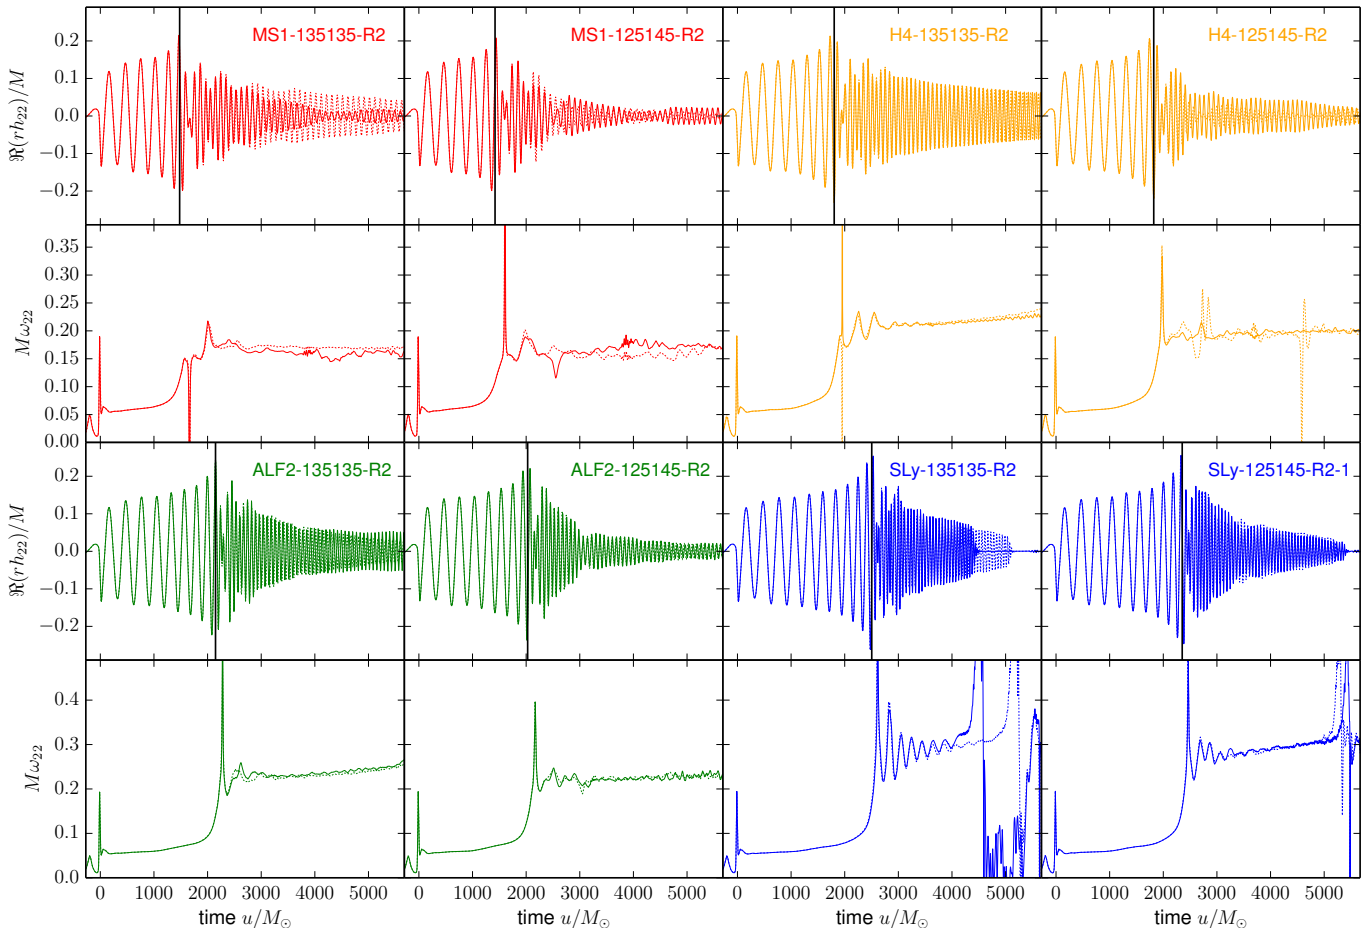 MS1-135135-R2 MS1-125145-R2 H4-135135-R2 H4-125145-R2
0.2
0.1
0.0
−0.1
−0.2
ℜ(rh₂₂)/M
0.35
0.30
0.25
0.20
0.15
0.10
0.05
0.00
Mω₂₂
ALF2-135135-R2 ALF2-125145-R2 SLy-135135-R2 SLy-125145-R2-1
0.2
0.1
0.0
−0.1
−0.2
ℜ(rh₂₂)/M
0.4
0.3
0.2
0.1
0.0
Mω₂₂
0 1000 2000 3000 4000 5000 0 1000 2000 3000 4000 5000 0 1000 2000 3000 4000 5000 0 1000 2000 3000 4000 5000
time u/M⊙ time u/M⊙ time u/M⊙ time u/M⊙